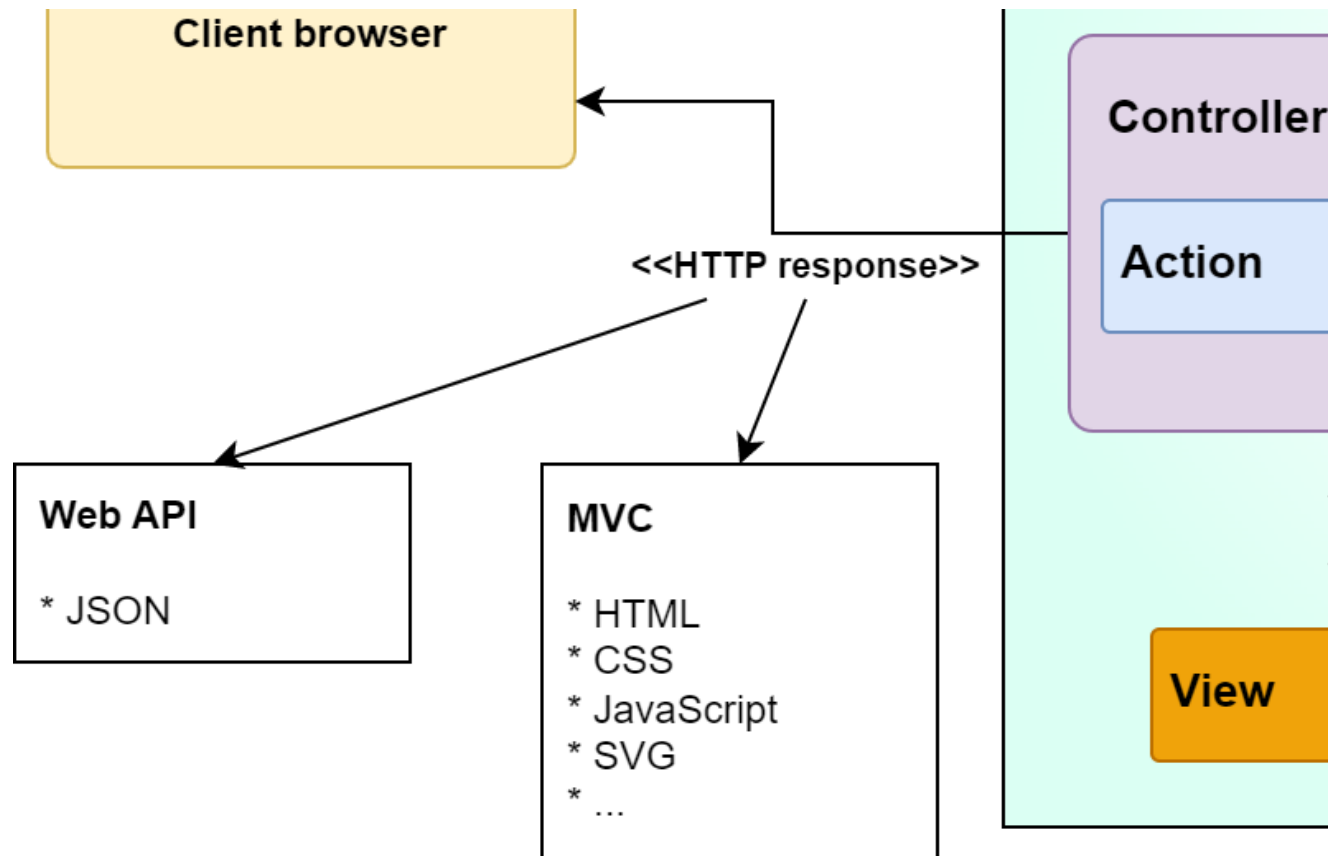 Client browser
Controller
<<HTTP response>>
Action
Web API
* JSON
MVC
* HTML
* CSS
* JavaScript
* SVG
* ...
View